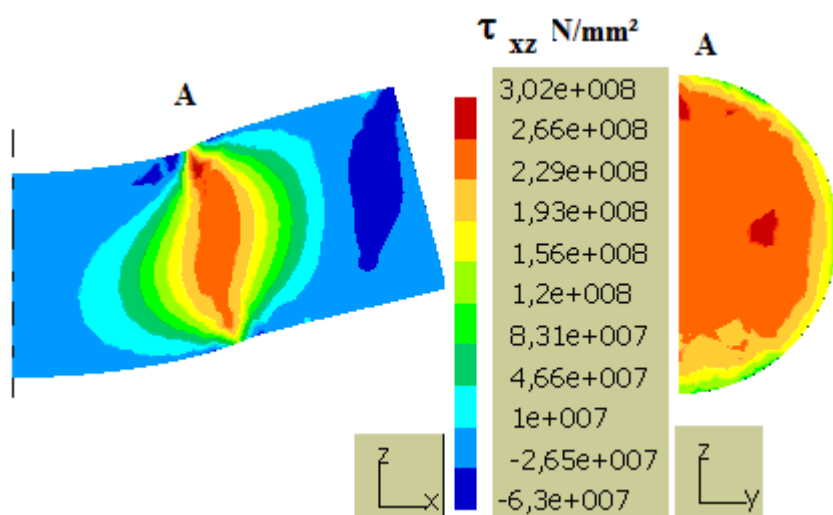 τ xz N/mm²
A
A
3,02e+008
2,66e+008
2,29e+008
1,93e+008
1,56e+008
1,2e+008
8,31e+007
4,66e+007
1e+007
-2,65e+007
-6,3e+007
z
x
z
y